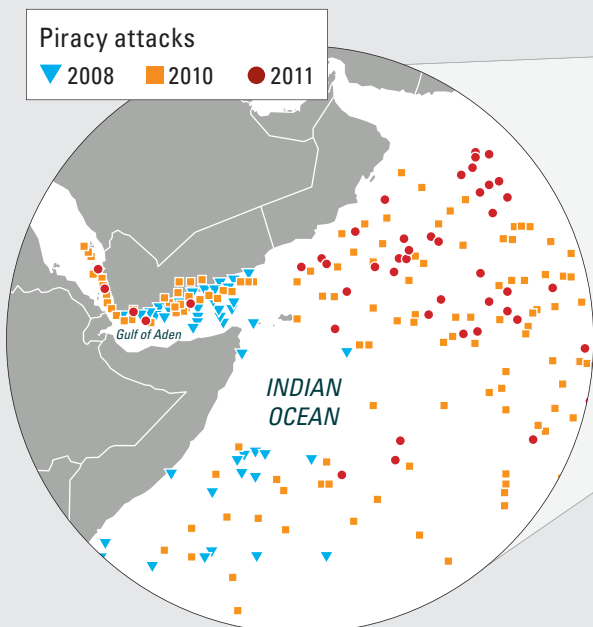 Piracy attacks
2008 2010 2011
Gulf of Aden
INDIAN
OCEAN